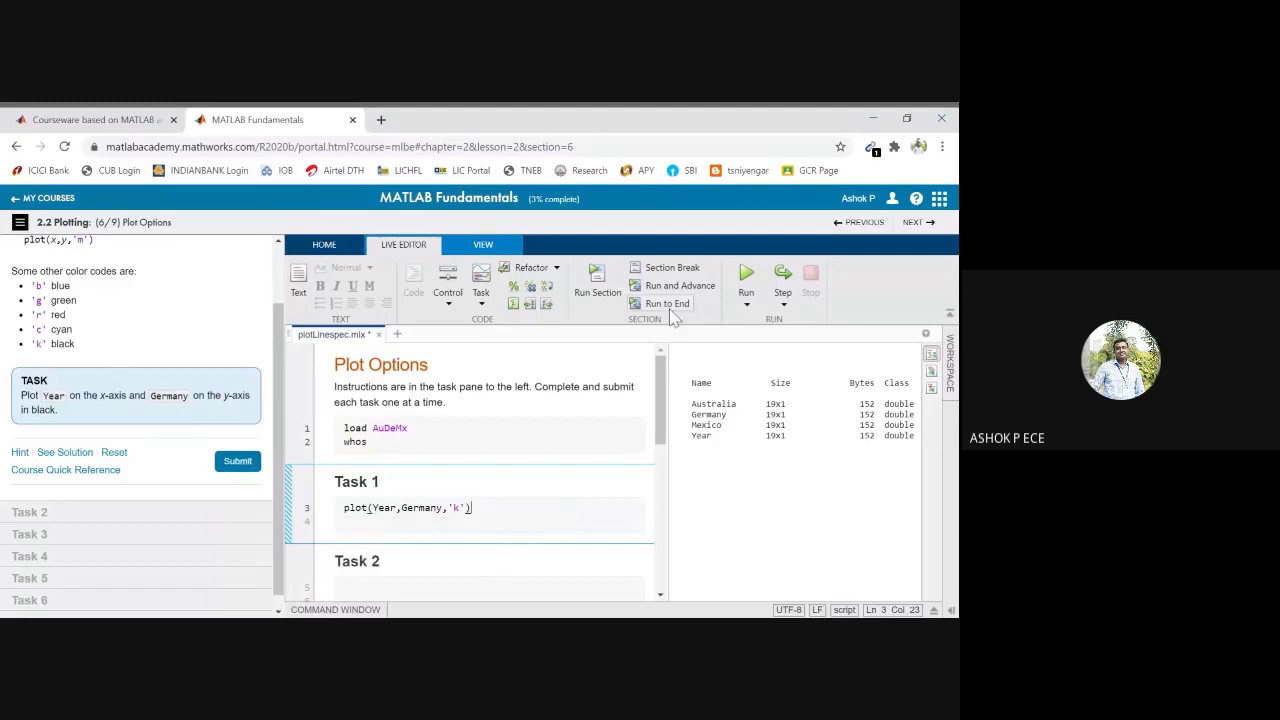 Courseware based on MATLAB a
MATLAB Fundamentals
matlabacademy.mathworks.com/R2020b/portal.html?course=mlbe#chapter=2&lesson=2&section=6
1
ICICI Bank
CUB Login
INDIANBANK Login
IOB
Airtel DTH
LICHFL
LIC Portal
TNEB
Research
APY
SBI
tsniyengar
GCR Page
MY COURSES
MATLAB Fundamentals (3% complete)
Ashok P
2.2 Plotting: (6/9) Plot Options
PREVIOUS
NEXT
plot(x,y,'m')
Some other color codes are:
'b' blue
'g' green
'r' red
'c' cyan
'k' black
TASK
Plot Year on the x-axis and Germany on the y-axis
in black.
Hint See Solution Reset
Course Quick Reference
Submit
Task 2
Task 3
Task 4
Task 5
Task 6
HOME
LIVE EDITOR
VIEW
Text
Aa Normal
B I U M
TEXT
Code
Control
Task
Refactor
CODE
Run Section
Section Break
Run and Advance
Run to End
SECTION
Run
Step
Stop
RUN
plotLinespec.mlx *
Plot Options
Instructions are in the task pane to the left. Complete and submit
each task one at a time.
1 load AuDeMx
2 whos
Task 1
3 plot(Year,Germany,'k')
4
Task 2
5
Name Size Bytes Class
Australia 19x1 152 double
Germany 19x1 152 double
Mexico 19x1 152 double
Year 19x1 152 double
WORKSPACE
COMMAND WINDOW
UTF-8
LF
script
Ln 3 Col 23
ASHOK P ECE